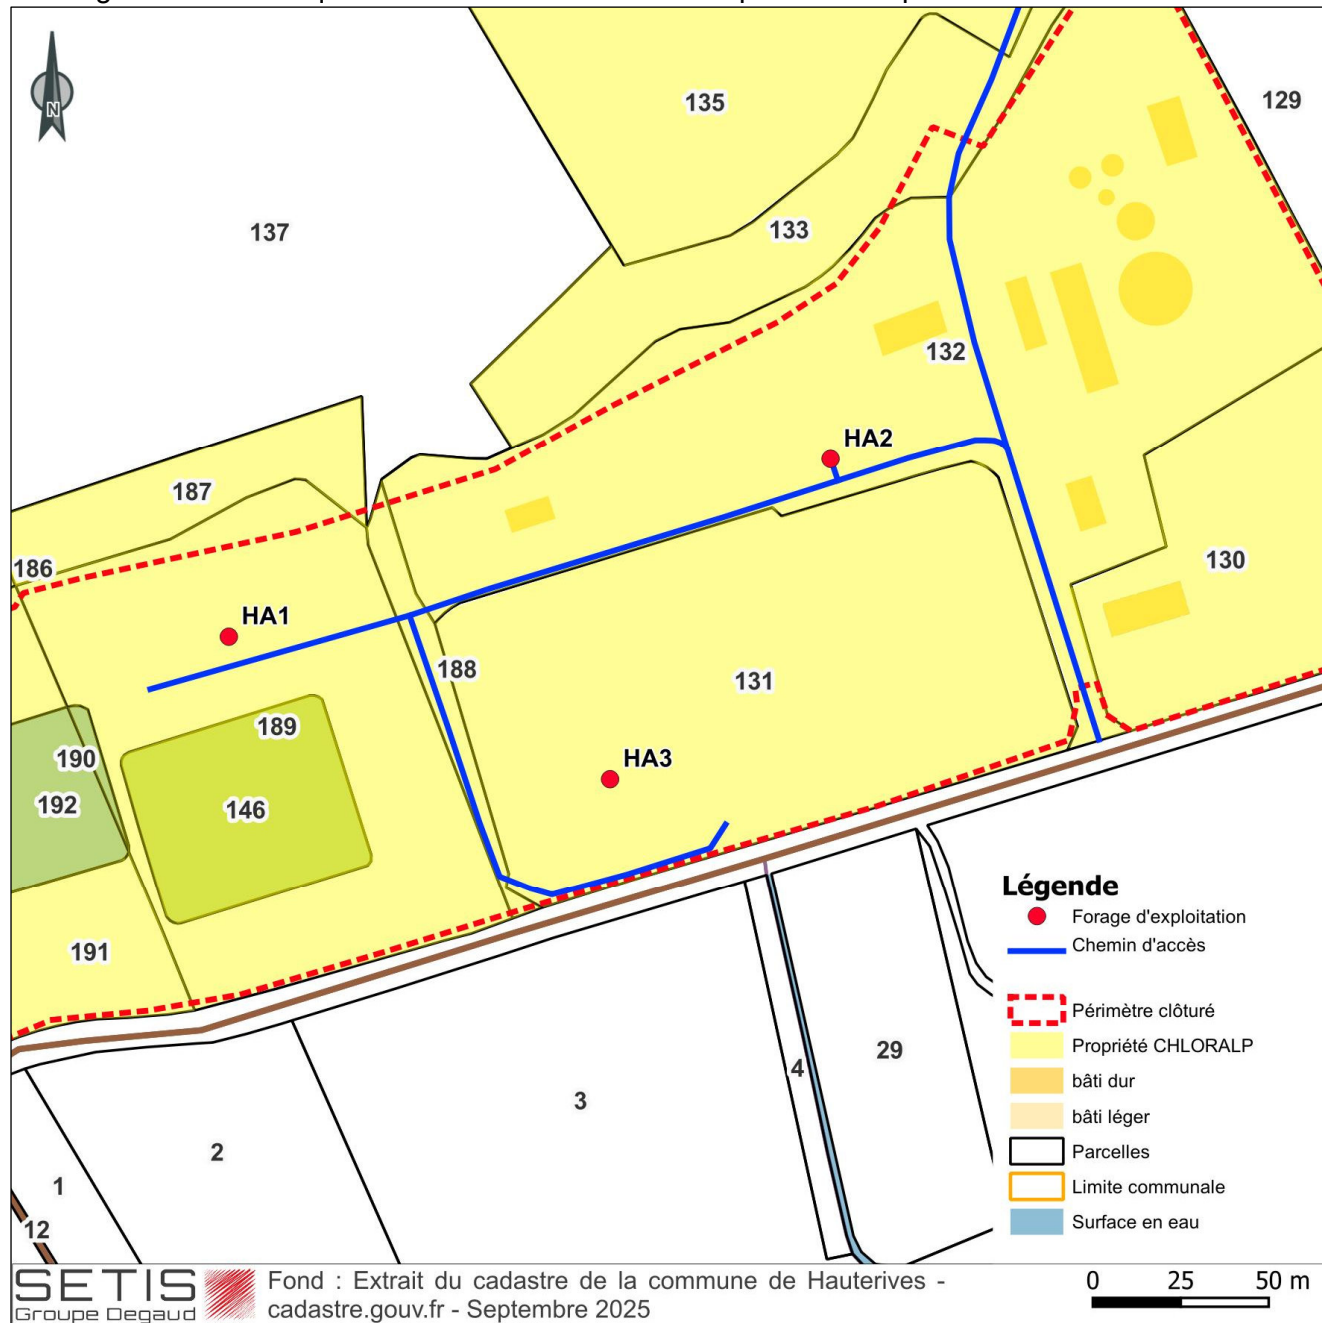 N
135
129
137
133
132
HA2
187
186
130
HA1
188
131
189
190
HA3
192
146
191
Légende
Forage d'exploitation
Chemin d'accès
Périmètre clôturé
Propriété CHLORALP
bâti dur
bâti léger
Parcelles
Limite communale
Surface en eau
29
4
3
2
1
12
SETIS
Groupe Degaud
Fond : Extrait du cadastre de la commune de Hauterives -
cadastre.gouv.fr - Septembre 2025
0 25 50 m